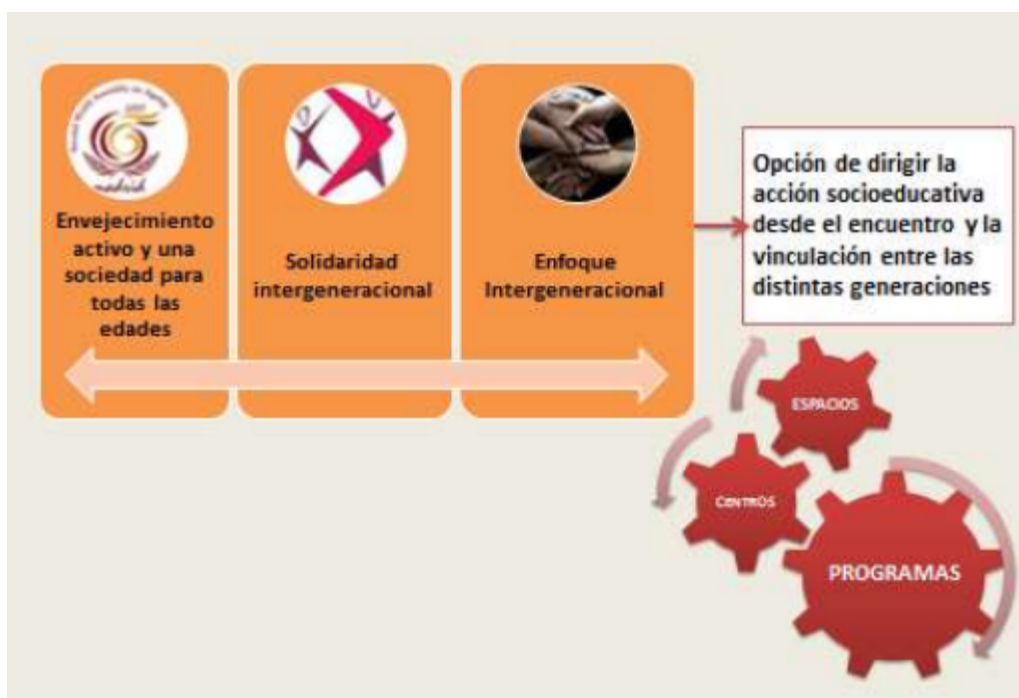 madrid
Envejecimiento
activo y una
sociedad para
todas las
edades
Solidaridad
intergeneracional
Enfoque
Intergeneracional
Opción de dirigir la
acción socioeducativa
desde el encuentro y la
vinculación entre las
distintas generaciones
ESPACIOS
CENTROS
PROGRAMAS